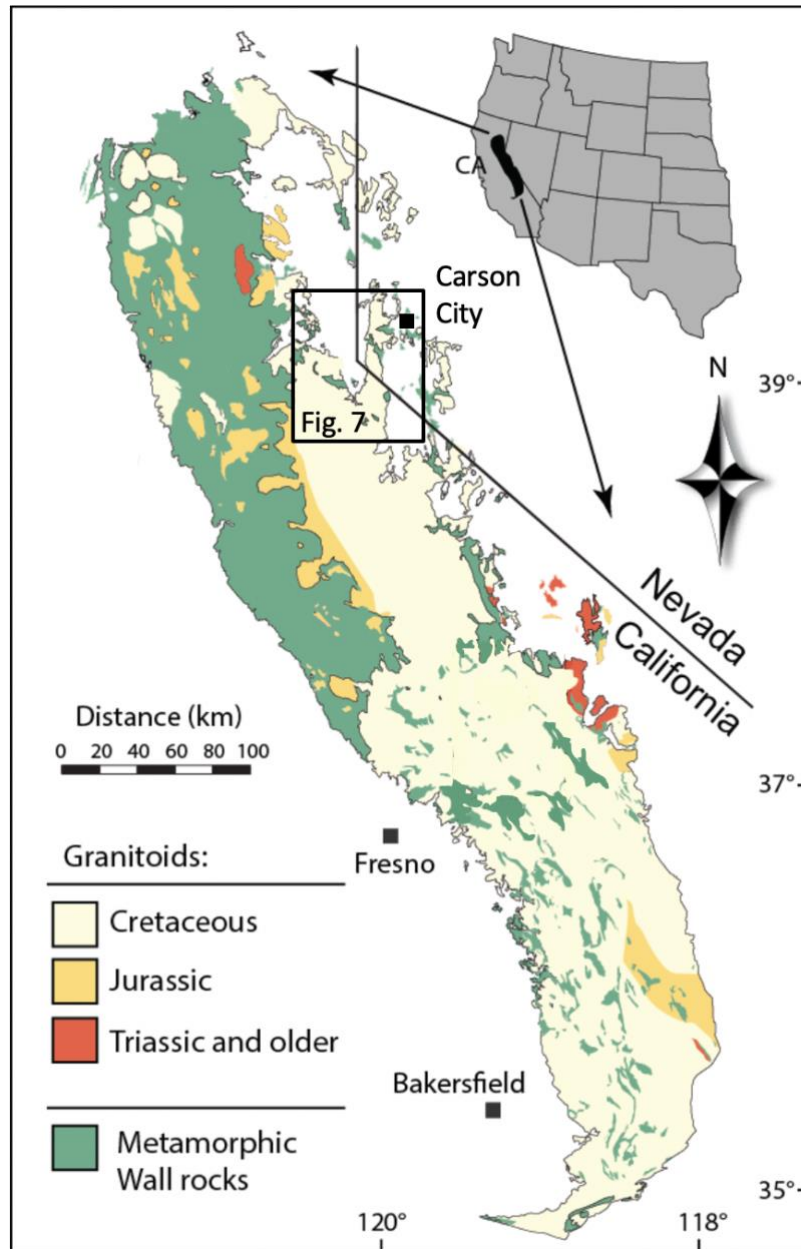 CA
Carson
City
39°
N
Fig. 7
Nevada
California
Distance (km)
0 20 40 60 80 100
37°
Fresno
Granitoids:
Cretaceous
Jurassic
Triassic and older
Bakersfield
Metamorphic
Wall rocks
35°
120°
118°